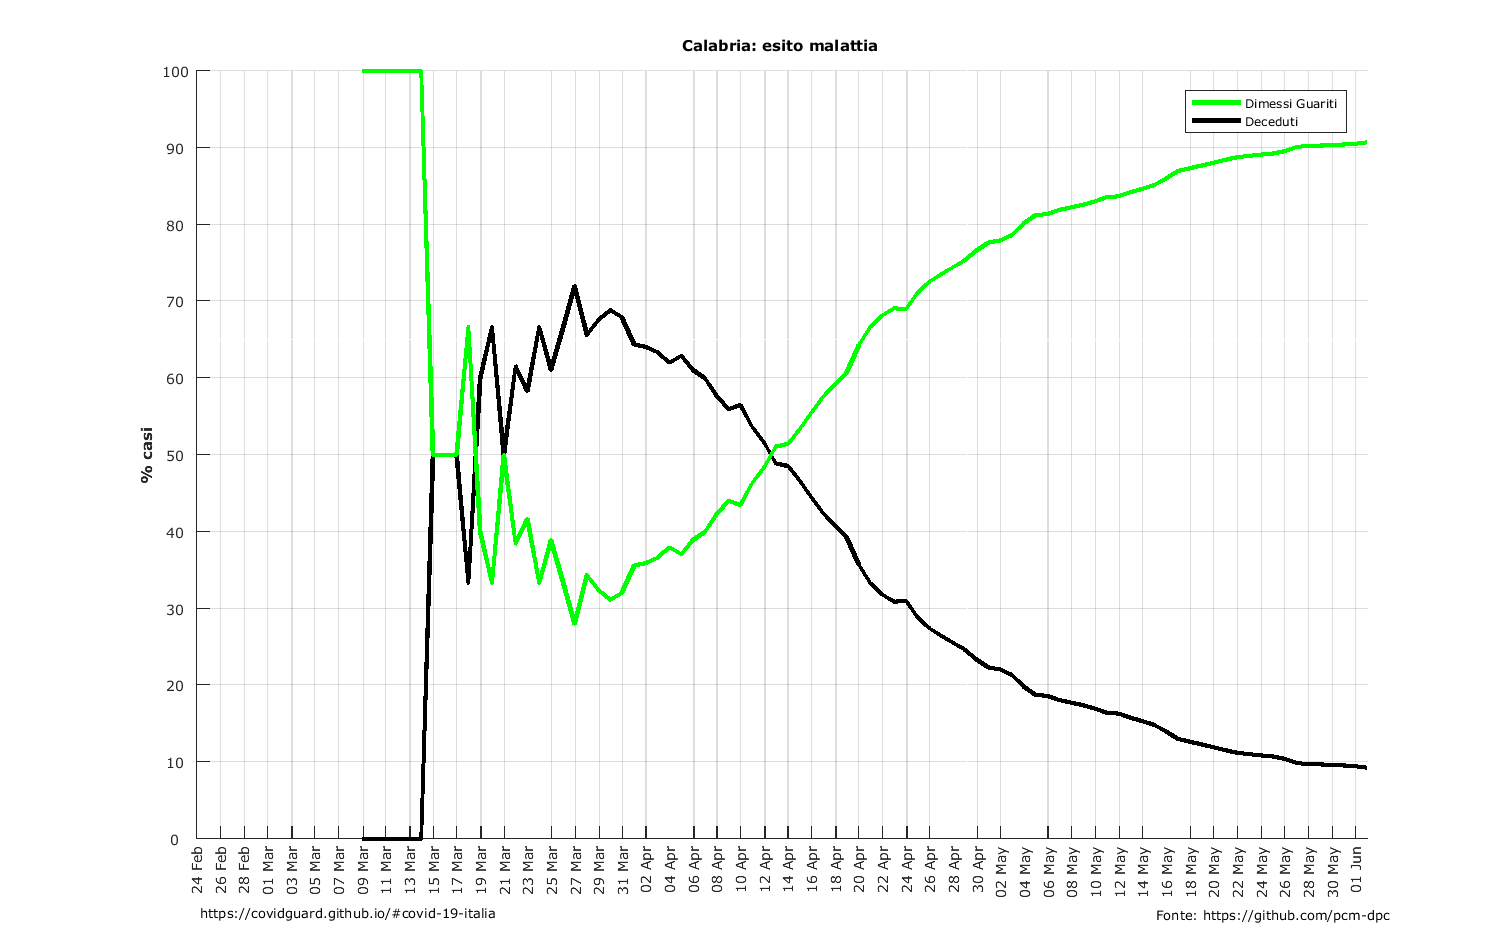 Calabria: esito malattia
Dimessi Guariti
Deceduti
% casi
100
90
80
70
60
50
40
30
20
10
0
24 Feb
26 Feb
28 Feb
01 Mar
03 Mar
05 Mar
07 Mar
09 Mar
11 Mar
13 Mar
15 Mar
17 Mar
19 Mar
21 Mar
23 Mar
25 Mar
27 Mar
29 Mar
31 Mar
02 Apr
04 Apr
06 Apr
08 Apr
10 Apr
12 Apr
14 Apr
16 Apr
18 Apr
20 Apr
22 Apr
24 Apr
26 Apr
28 Apr
30 Apr
02 May
04 May
06 May
08 May
10 May
12 May
14 May
16 May
18 May
20 May
22 May
24 May
26 May
28 May
30 May
01 Jun
https://covidguard.github.io/#covid-19-italia
Fonte: https://github.com/pcm-dpc